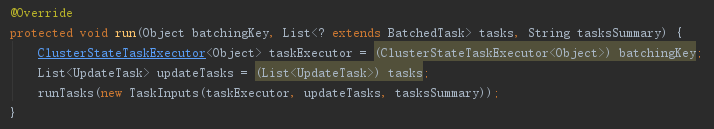 @Override
protected void run(Object batchingKey, List<? extends BatchedTask> tasks, String tasksSummary) {
ClusterStateTaskExecutor<Object> taskExecutor = (ClusterStateTaskExecutor<Object>) batchingKey;
List<UpdateTask> updateTasks = (List<UpdateTask>) tasks;
runTasks(new TaskInputs(taskExecutor, updateTasks, tasksSummary));
}